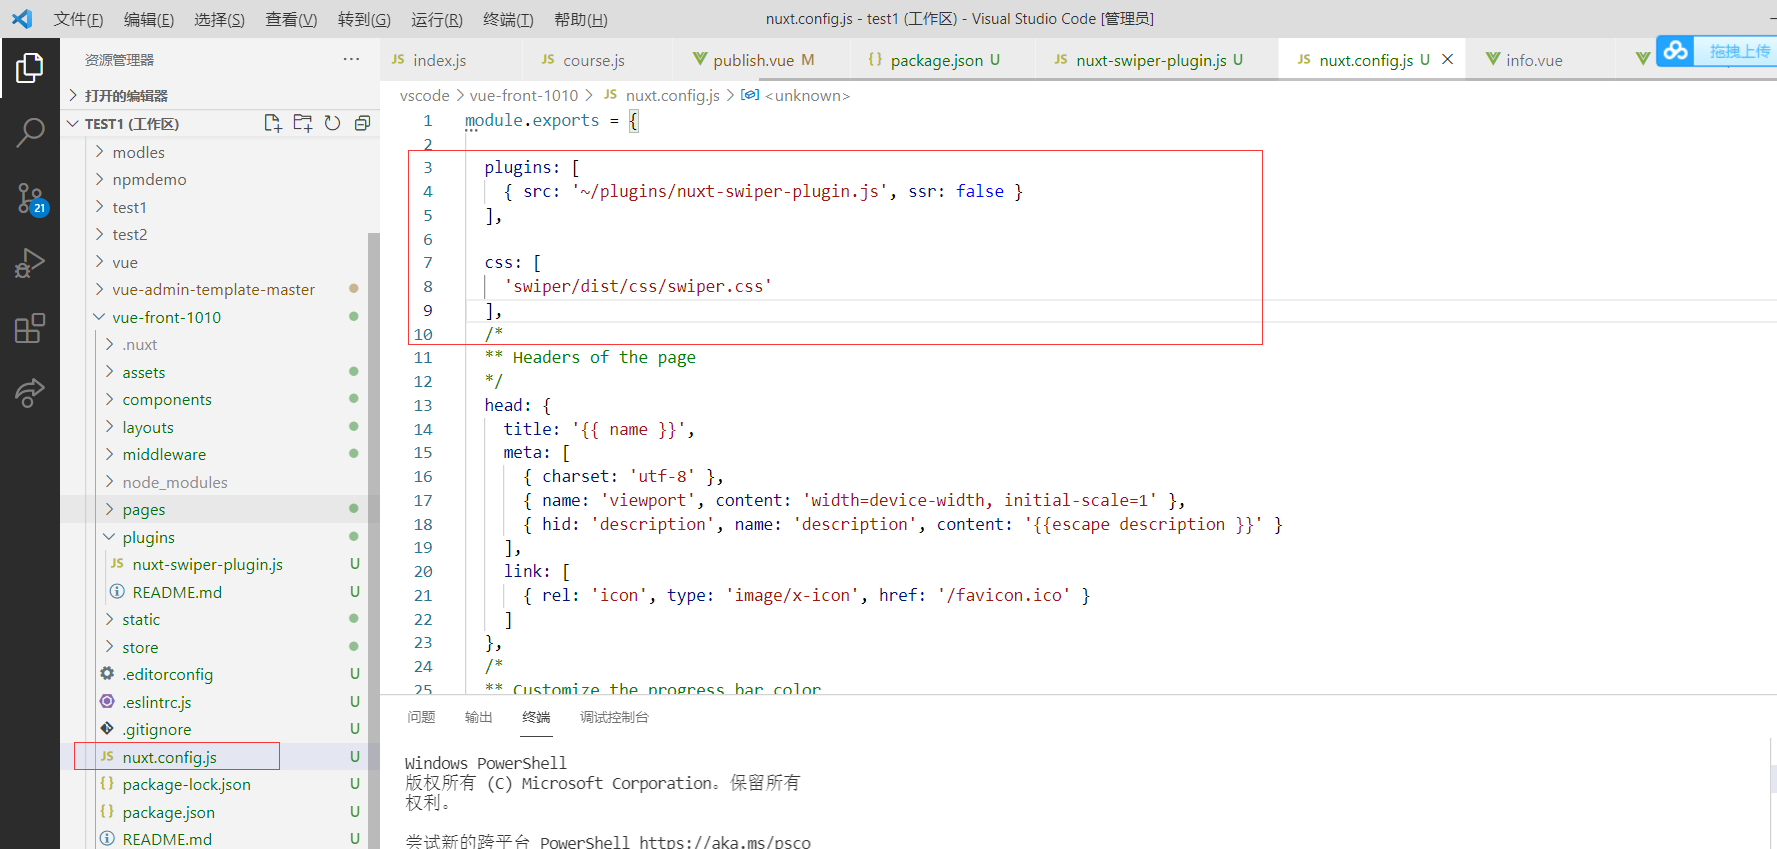 文件(F) 编辑(E) 选择(S) 查看(V) 转到(G) 运行(R) 终端(T) 帮助(H) nuxt.config.js - test1 (工作区) - Visual Studio Code [管理员]
资源管理器 ···
JS index.js JS course.js publish.vue M {} package.json U JS nuxt-swiper-plugin.js U JS nuxt.config.js U × info.vue 拖拽上传
打开的编辑器
TEST1 (工作区)
modles
npmdemo
test1
test2
vue
vue-admin-template-master
vue-front-1010
.nuxt
assets
components
layouts
middleware
node_modules
pages
plugins
JS nuxt-swiper-plugin.js U
README.md U
static
store
.editorconfig U
.eslintrc.js U
.gitignore U
JS nuxt.config.js U
{} package-lock.json U
{} package.json U
README.md U
21
vscode > vue-front-1010 > JS nuxt.config.js > <unknown>
1 module.exports = {
2
3 plugins: [
4 { src: '~/plugins/nuxt-swiper-plugin.js', ssr: false }
5 ],
6
7 css: [
8 'swiper/dist/css/swiper.css'
9 ],
10 /*
11 ** Headers of the page
12 */
13 head: {
14 title: '{{ name }}',
15 meta: [
16 { charset: 'utf-8' },
17 { name: 'viewport', content: 'width=device-width, initial-scale=1' },
18 { hid: 'description', name: 'description', content: '{{escape description }}' }
19 ],
20 link: [
21 { rel: 'icon', type: 'image/x-icon', href: '/favicon.ico' }
22 ]
23 },
24 /*
25 ** Customize the progress bar color
问题 输出 终端 调试控制台
Windows PowerShell
版权所有 (C) Microsoft Corporation。保留所有
权利。
尝试新的跨平台 PowerShell https://aka.ms/psco